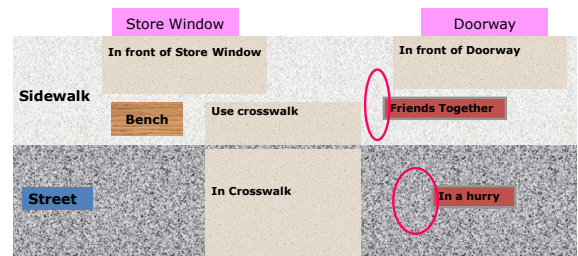 Store Window
Doorway
In front of Store Window
In front of Doorway
Sidewalk
Bench
Use crosswalk
Friends Together
Street
In Crosswalk
In a hurry